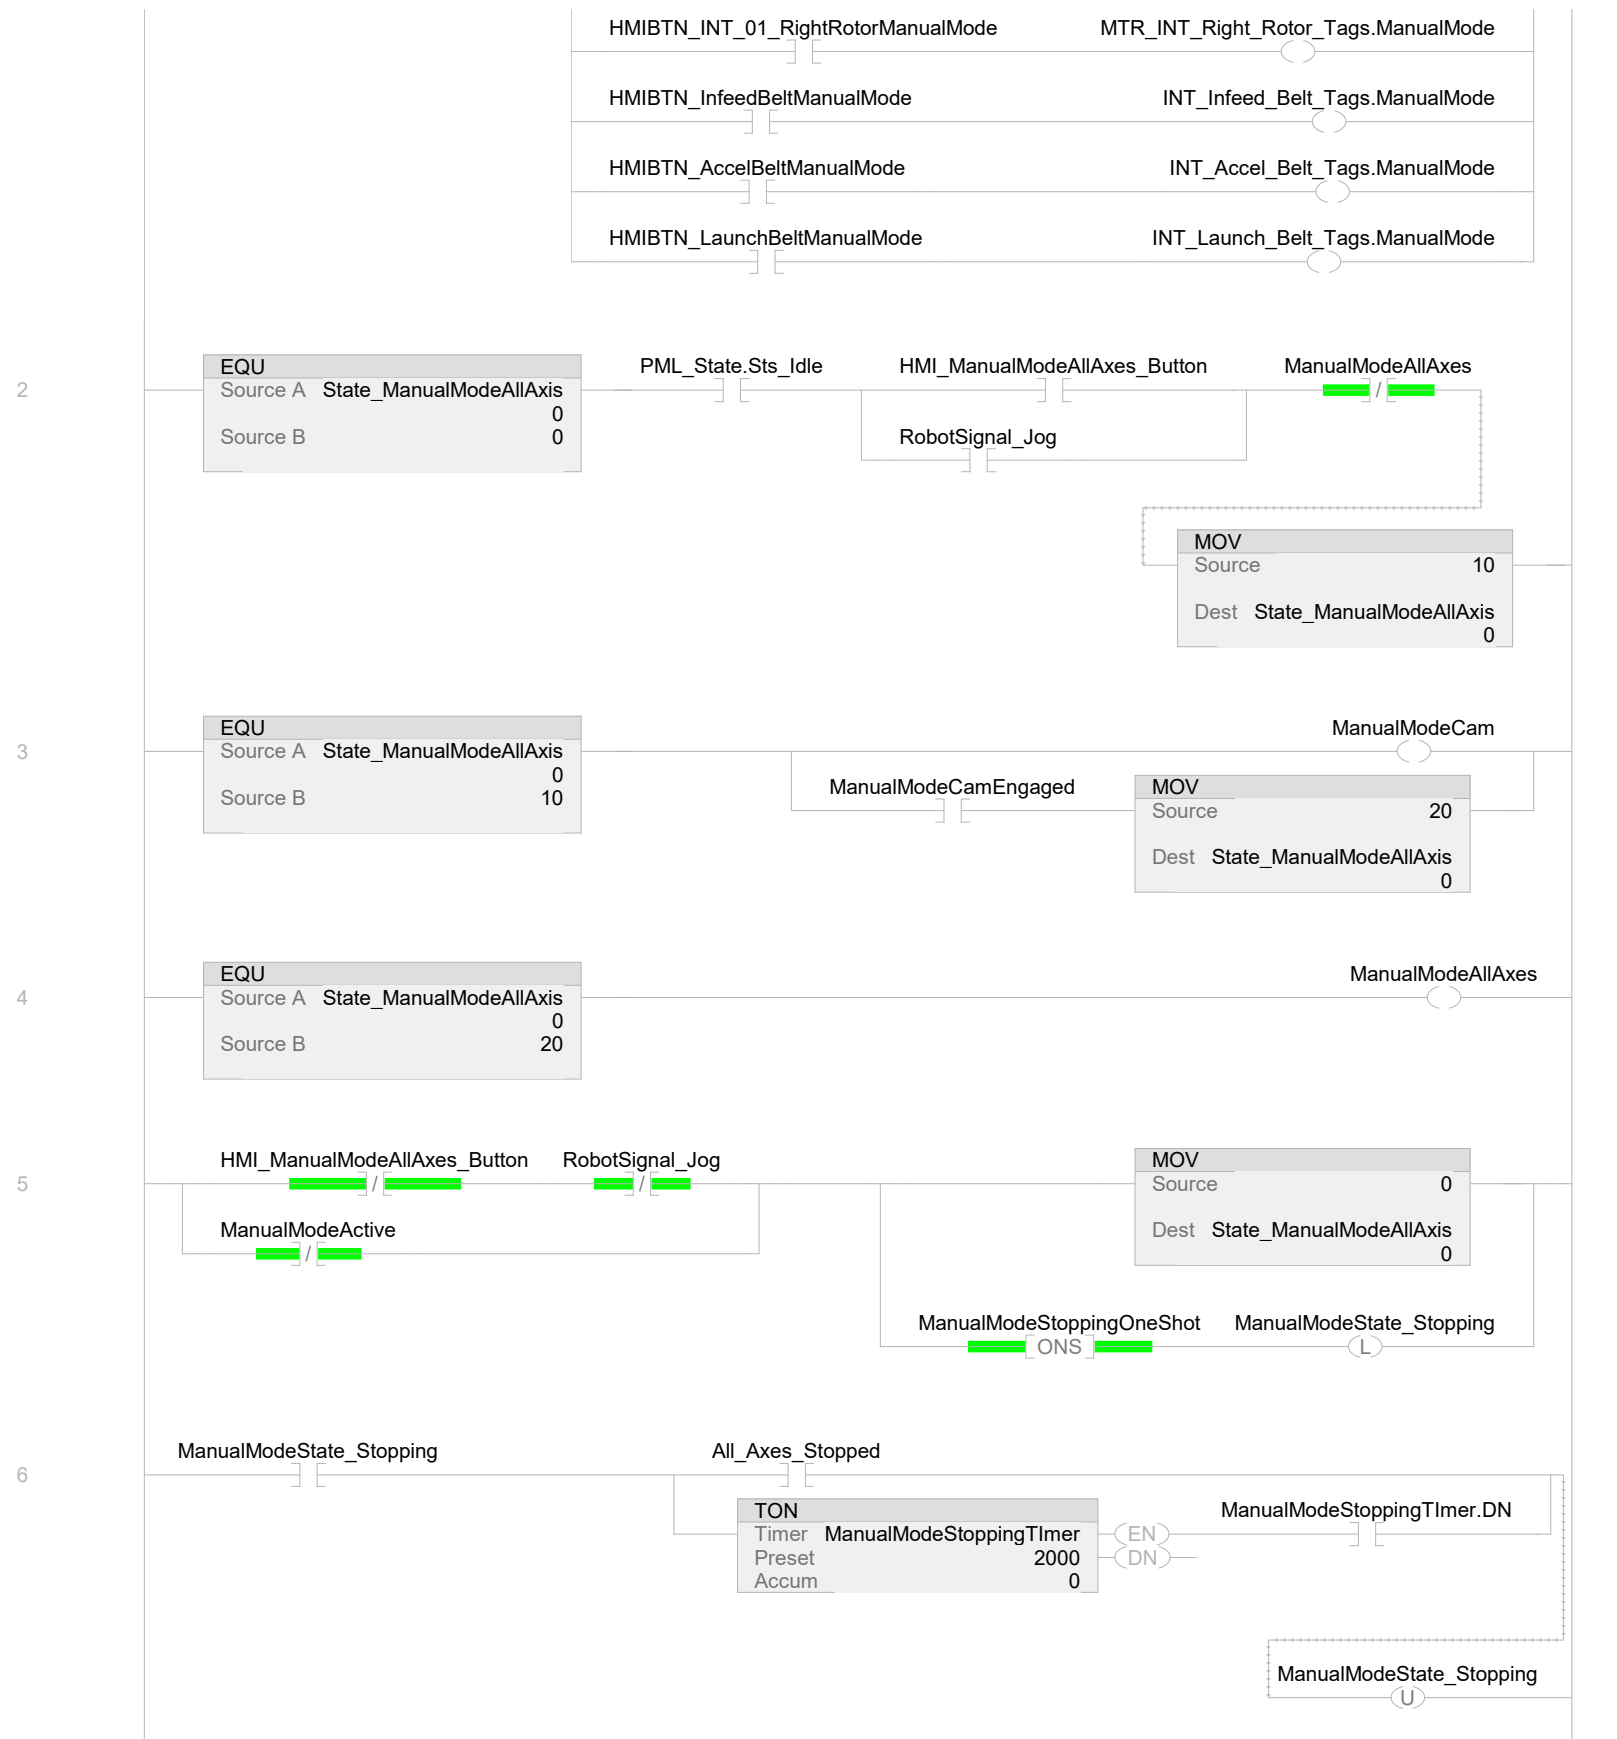 HMIBTN_INT_01_RightRotorManualMode MTR_INT_Right_Rotor_Tags.ManualMode
HMIBTN_InfeedBeltManualMode INT_Infeed_Belt_Tags.ManualMode
HMIBTN_AccelBeltManualMode INT_Accel_Belt_Tags.ManualMode
HMIBTN_LaunchBeltManualMode INT_Launch_Belt_Tags.ManualMode
2
EQU
Source A State_ManualModeAllAxis
0
Source B 0
PML_State.Sts_Idle
HMI_ManualModeAllAxes_Button
RobotSignal_Jog
ManualModeAllAxes
/
MOV
Source 10
Dest State_ManualModeAllAxis
0
3
EQU
Source A State_ManualModeAllAxis
0
Source B 10
ManualModeCam
ManualModeCamEngaged
MOV
Source 20
Dest State_ManualModeAllAxis
0
4
EQU
Source A State_ManualModeAllAxis
0
Source B 20
ManualModeAllAxes
5
HMI_ManualModeAllAxes_Button
/
RobotSignal_Jog
/
ManualModeActive
/
MOV
Source 0
Dest State_ManualModeAllAxis
0
ManualModeStoppingOneShot
ONS
ManualModeState_Stopping
L
6
ManualModeState_Stopping
All_Axes_Stopped
TON
Timer ManualModeStoppingTImer
Preset 2000
Accum 0
EN
DN
ManualModeStoppingTImer.DN
ManualModeState_Stopping
U